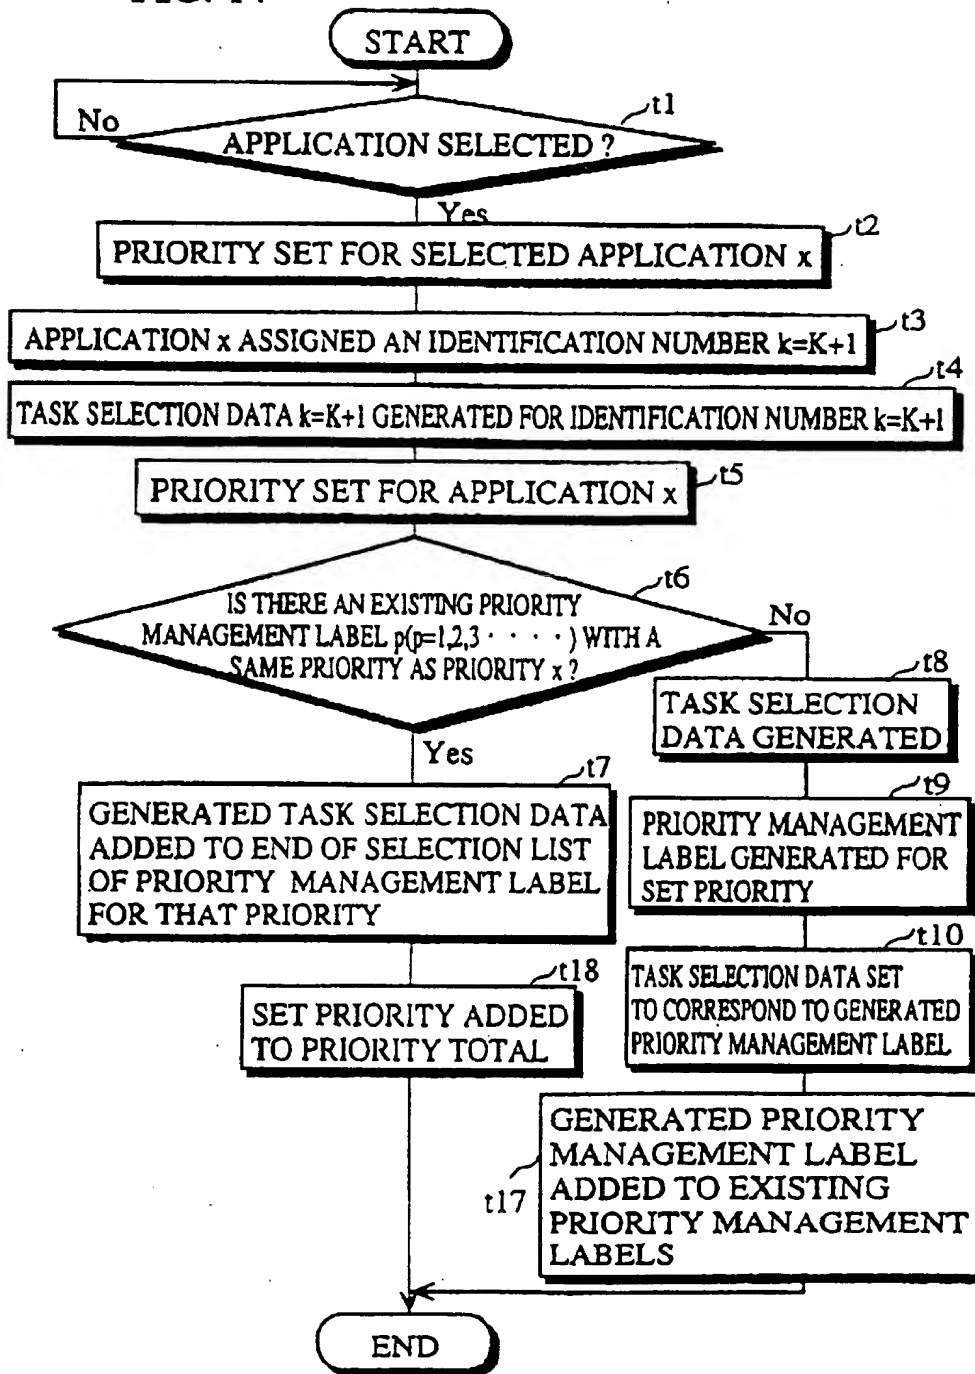 START
t1
No
APPLICATION SELECTED ?
Yes
t2
PRIORITY SET FOR SELECTED APPLICATION x
t3
APPLICATION x ASSIGNED AN IDENTIFICATION NUMBER k=K+1
t4
TASK SELECTION DATA k=K+1 GENERATED FOR IDENTIFICATION NUMBER k=K+1
t5
PRIORITY SET FOR APPLICATION x
t6
IS THERE AN EXISTING PRIORITY
MANAGEMENT LABEL p(p=1,2,3 · · · · · ) WITH A
SAME PRIORITY AS PRIORITY x ?
No
Yes
t7
GENERATED TASK SELECTION DATA
ADDED TO END OF SELECTION LIST
OF PRIORITY MANAGEMENT LABEL
FOR THAT PRIORITY
t18
SET PRIORITY ADDED
TO PRIORITY TOTAL
t8
TASK SELECTION
DATA GENERATED
t9
PRIORITY MANAGEMENT
LABEL GENERATED FOR
SET PRIORITY
t10
TASK SELECTION DATA SET
TO CORRESPOND TO GENERATED
PRIORITY MANAGEMENT LABEL
t17
GENERATED PRIORITY
MANAGEMENT LABEL
ADDED TO EXISTING
PRIORITY MANAGEMENT
LABELS
END